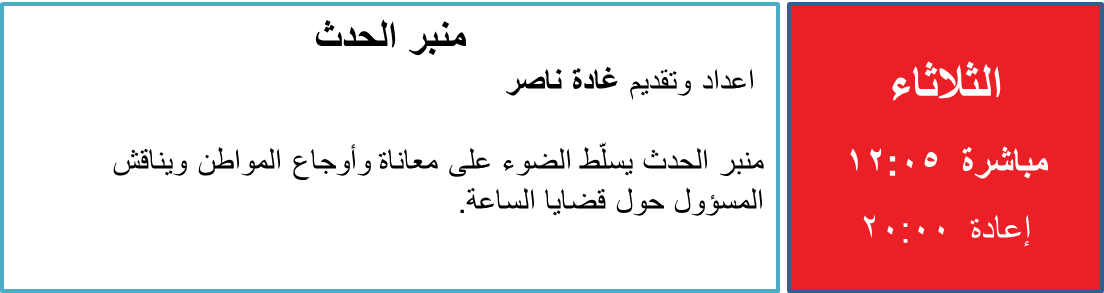 منبر الحدث
اعداد وتقديم غادة ناصر
منبر الحدث يسلّط الضوء على معاناة وأوجاع المواطن ويناقش
المسؤول حول قضايا الساعة.
الثلاثاء
مباشرة ١٢:٠٥
إعادة ٢٠:٠٠